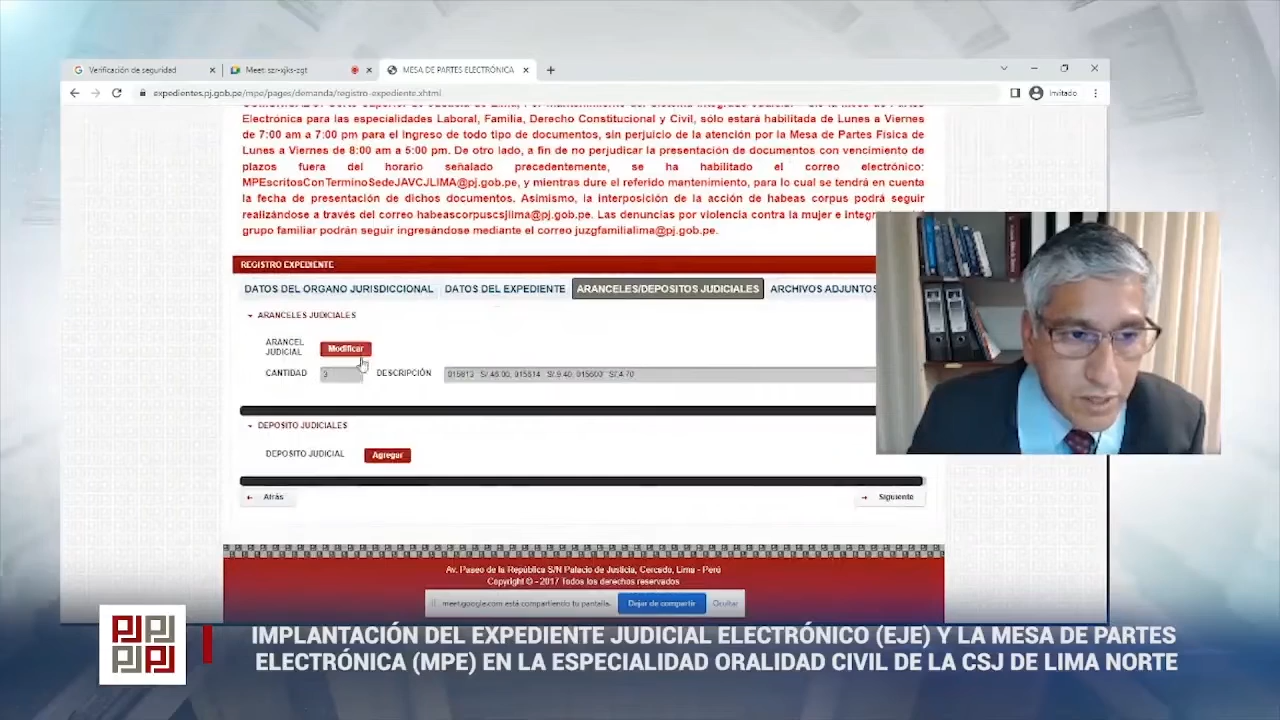 Verificación de seguridad
Meet: szr-xjks-zgt
MESA DE PARTES ELECTRÓNICA
expedientes.pj.gob.pe/mpe/pages/demanda/registro-expediente.xhtml
Invitado
Electrónica para las especialidades Laboral, Familia, Derecho Constitucional y Civil, sólo estará habilitada de Lunes a Viernes
de 7:00 am a 7:00 pm para el Ingreso de todo tipo de documentos, sin perjuicio de la atención por la Mesa de Partes Física de
Lunes a Viernes de 8:00 am a 5:00 pm. De otro lado, a fin de no perjudicar la presentación de documentos con vencimiento de
plazos fuera del horario señalado precedentemente, se ha habilitado el correo electrónico:
MPEscritosConTerminoSedeJAVCJLIMA@pj.gob.pe, y mientras dure el referido mantenimiento, para lo cual se tendrá en cuenta
la fecha de presentación de dichos documentos. Asimismo, la interposición de la acción de habeas corpus podrá seguir
realizándose a través del correo habeascorpuscsjlima@pj.gob.pe. Las denuncias por violencia contra la mujer e
grupo familiar podrán seguir ingresándose mediante el correo juzgfamilialima@pj.gob.pe.
REGISTRO EXPEDIENTE
DATOS DEL ORGANO JURISDICCIONAL DATOS DEL EXPEDIENTE ARANCELES/DEPOSITOS JUDICIALES ARCHIVOS ADJUNTOS
ARANCELES JUDICIALES
ARANCEL
JUDICIAL
Modificar
CANTIDAD 3 DESCRIPCIÓN
DEPOSITO JUDICIALES
DEPOSITO JUDICIAL Agregar
Atrás
Siguiente
Av. Paseo de la República S/N Palacio de Justicia, Cercado, Lima - Perú
Copyright © - 2017 Todos los derechos reservados
meet.google.com está compartiendo tu pantalla. Dejar de compartir Ocultar
PJ PJ
PJ PJ
IMPLANTACIÓN DEL EXPEDIENTE JUDICIAL ELECTRÓNICO (EJE) Y LA MESA DE PARTES
ELECTRÓNICA (MPE) EN LA ESPECIALIDAD ORALIDAD CIVIL DE LA CSJ DE LIMA NORTE